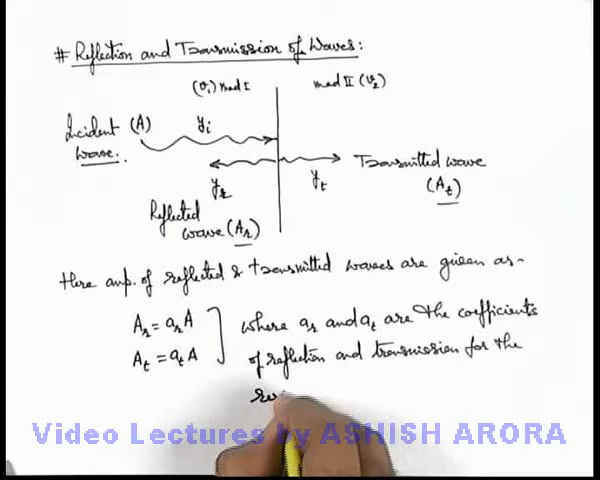 # Reflection and Transmission of Waves:
(v₁) med I
med II (v₂)
Incident (A)
wave:
yᵢ
Transmitted wave
(Aₜ)
yᵣ
yₜ
Reflected
wave (Aᵣ)
Here amp. of reflected & transmitted waves are given as-
Aᵣ = aᵣ A
Aₜ = aₜ A
where aᵣ and aₜ are the coefficients
of reflection and transmission for the
Video Lectures by ASHISH ARORA